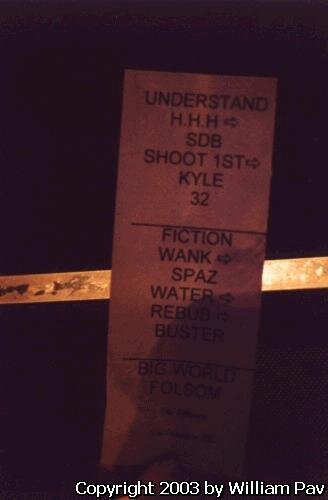 UNDERSTAND
H.H.H ⇨
SDB
SHOOT 1ST⇨
KYLE
32
FICTION
WANK ⇨
SPAZ
WATER ⇨
REBUB ⇨
BUSTER
BIG WORLD
FOLSOM
Copyright 2003 by William Pav